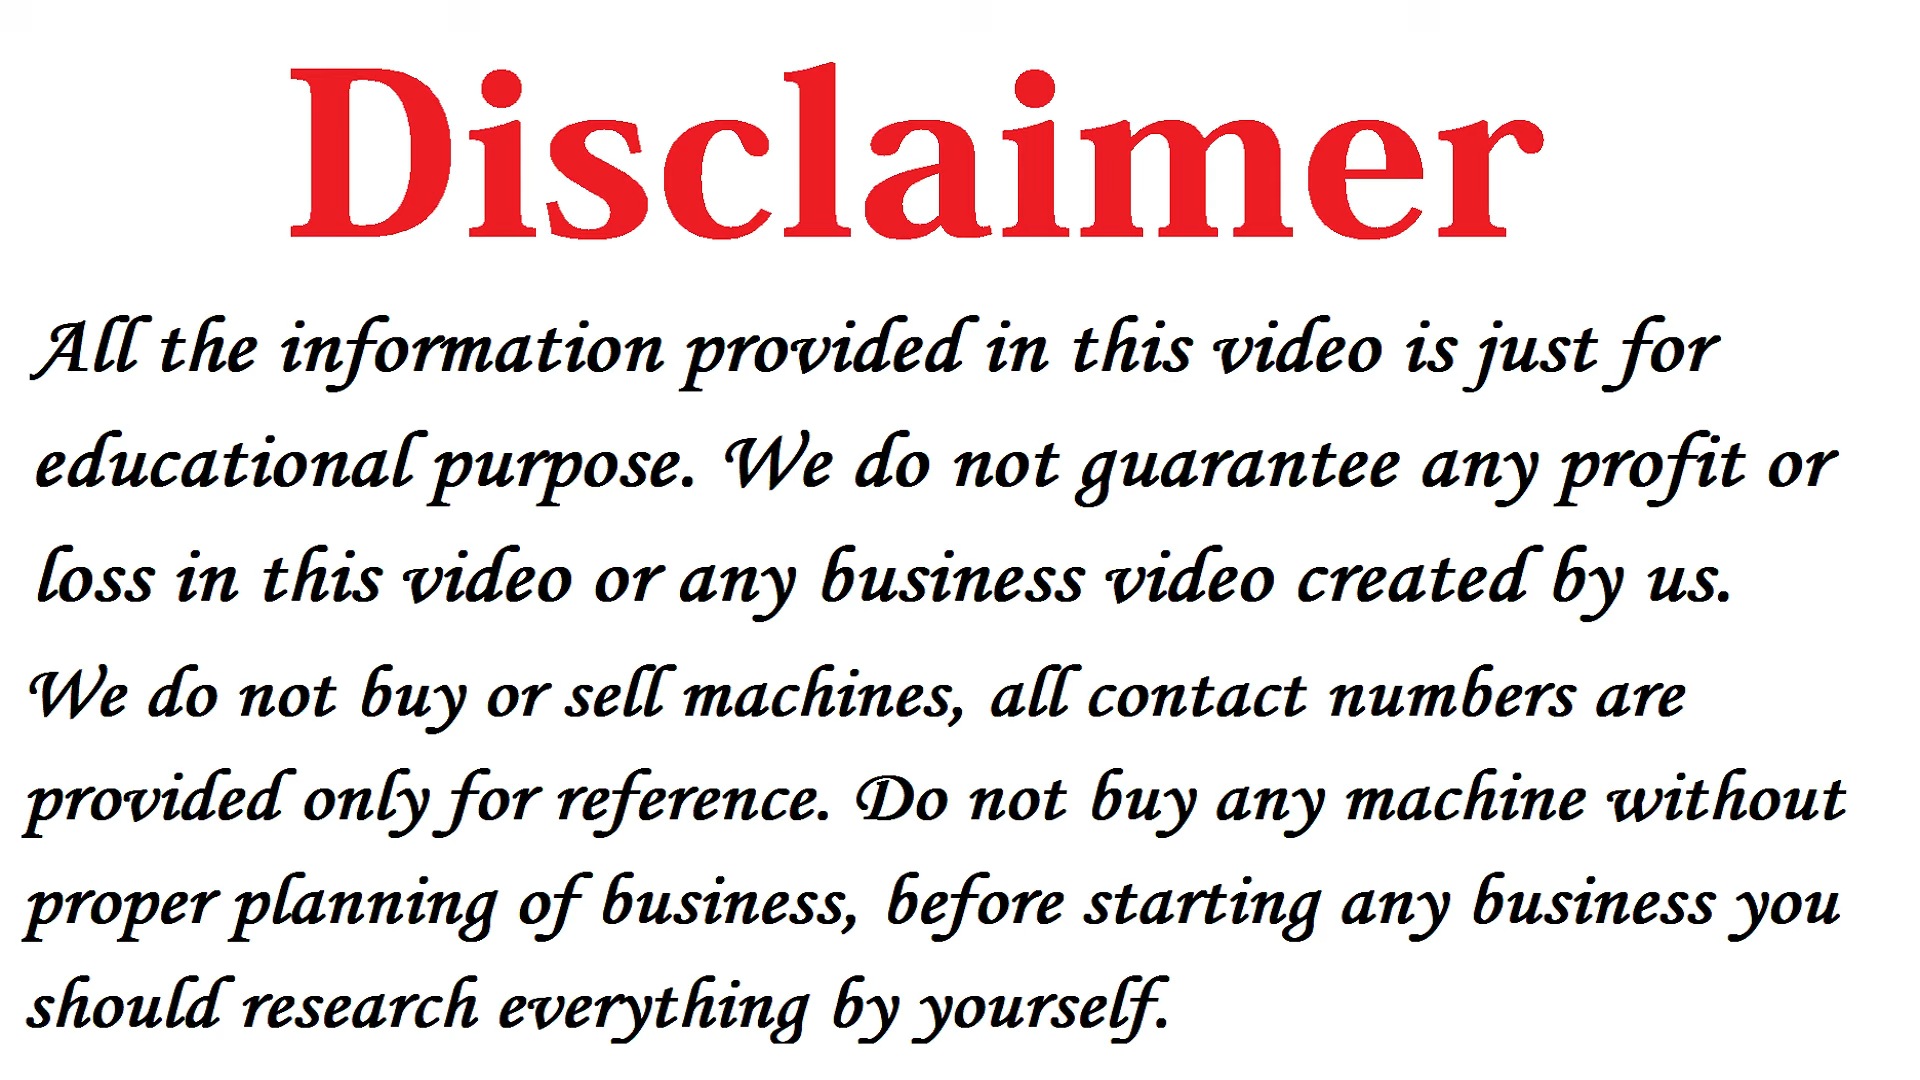 Disclaimer
All the information provided in this video is just for
educational purpose. We do not guarantee any profit or
loss in this video or any business video created by us.
We do not buy or sell machines, all contact numbers are
provided only for reference. Do not buy any machine without
proper planning of business, before starting any business you
should research everything by yourself.